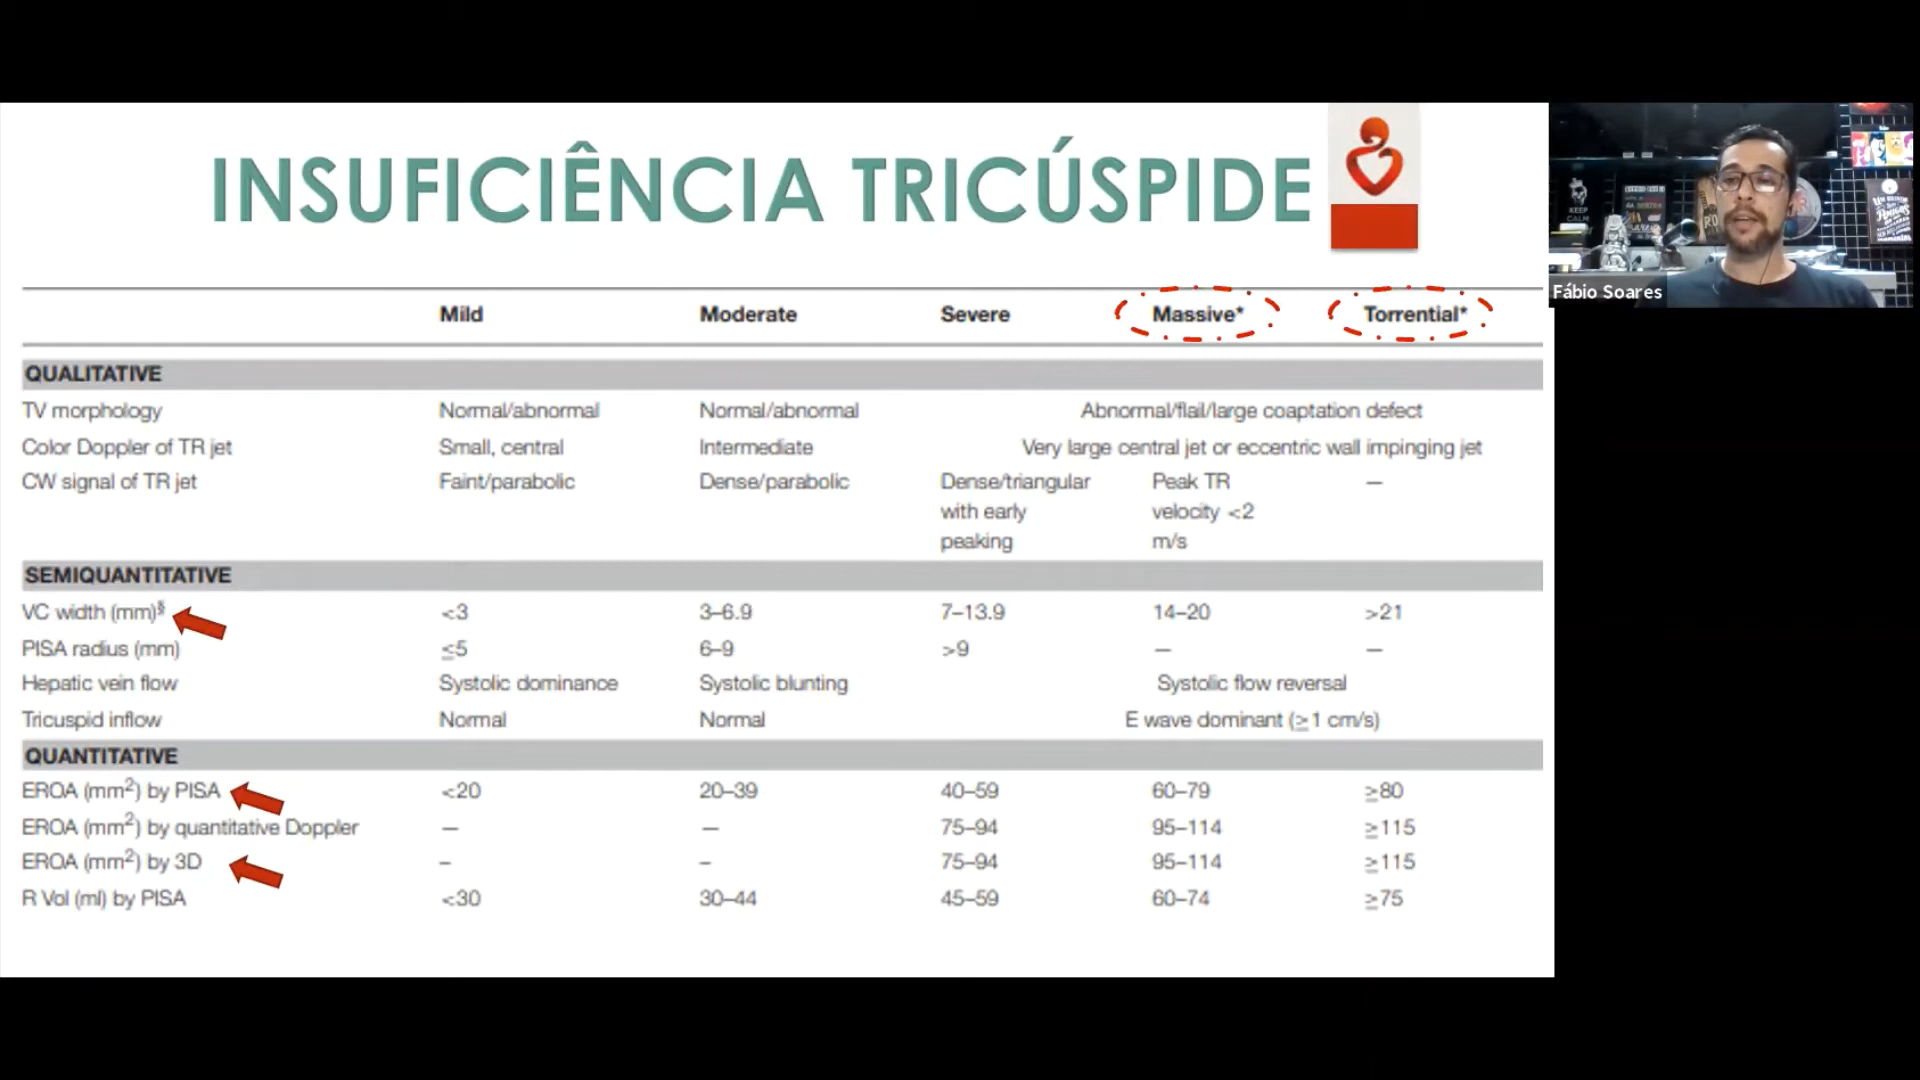 INSUFICIÊNCIA TRICÚSPIDE
Mild Moderate Severe Massive* Torrential*
QUALITATIVE
TV morphology Normal/abnormal Normal/abnormal Abnormal/flail/large coaptation defect
Color Doppler of TR jet Small, central Intermediate Very large central jet or eccentric wall impinging jet
CW signal of TR jet Faint/parabolic Dense/parabolic Dense/triangular Peak TR —
with early velocity <2
peaking m/s
SEMIQUANTITATIVE
VC width (mm)§ <3 3–6.9 7–13.9 14–20 >21
PISA radius (mm) ≤5 6–9 >9 — —
Hepatic vein flow Systolic dominance Systolic blunting Systolic flow reversal
Tricuspid inflow Normal Normal E wave dominant (≥1 cm/s)
QUANTITATIVE
EROA (mm2) by PISA <20 20–39 40–59 60–79 ≥80
EROA (mm2) by quantitative Doppler — — 75–94 95–114 ≥115
EROA (mm2) by 3D – – 75–94 95–114 ≥115
R Vol (ml) by PISA <30 30–44 45–59 60–74 ≥75
KEEP
CALM
Fábio Soares